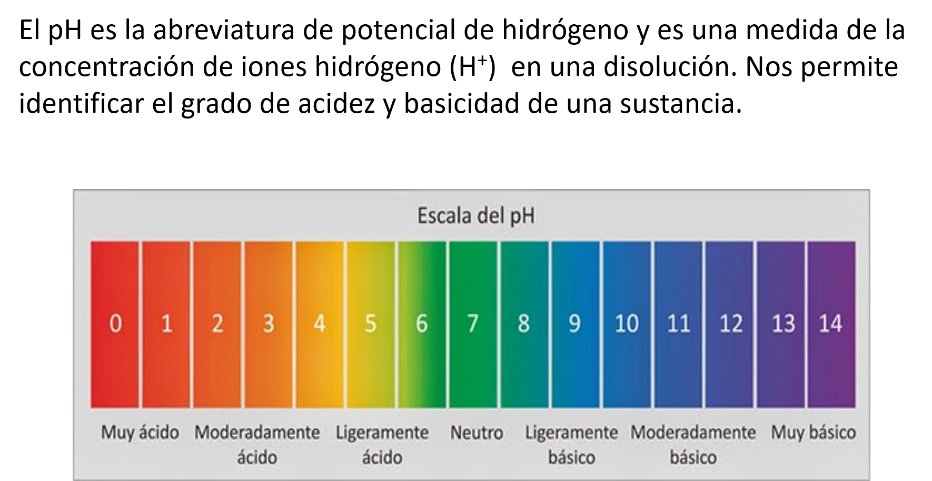 El pH es la abreviatura de potencial de hidrógeno y es una medida de la
concentración de iones hidrógeno (H⁺) en una disolución. Nos permite
identificar el grado de acidez y basicidad de una sustancia.
Escala del pH
0 1 2 3 4 5 6 7 8 9 10 11 12 13 14
Muy ácido Moderadamente Ligeramente Neutro Ligeramente Moderadamente Muy básico
ácido ácido básico básico